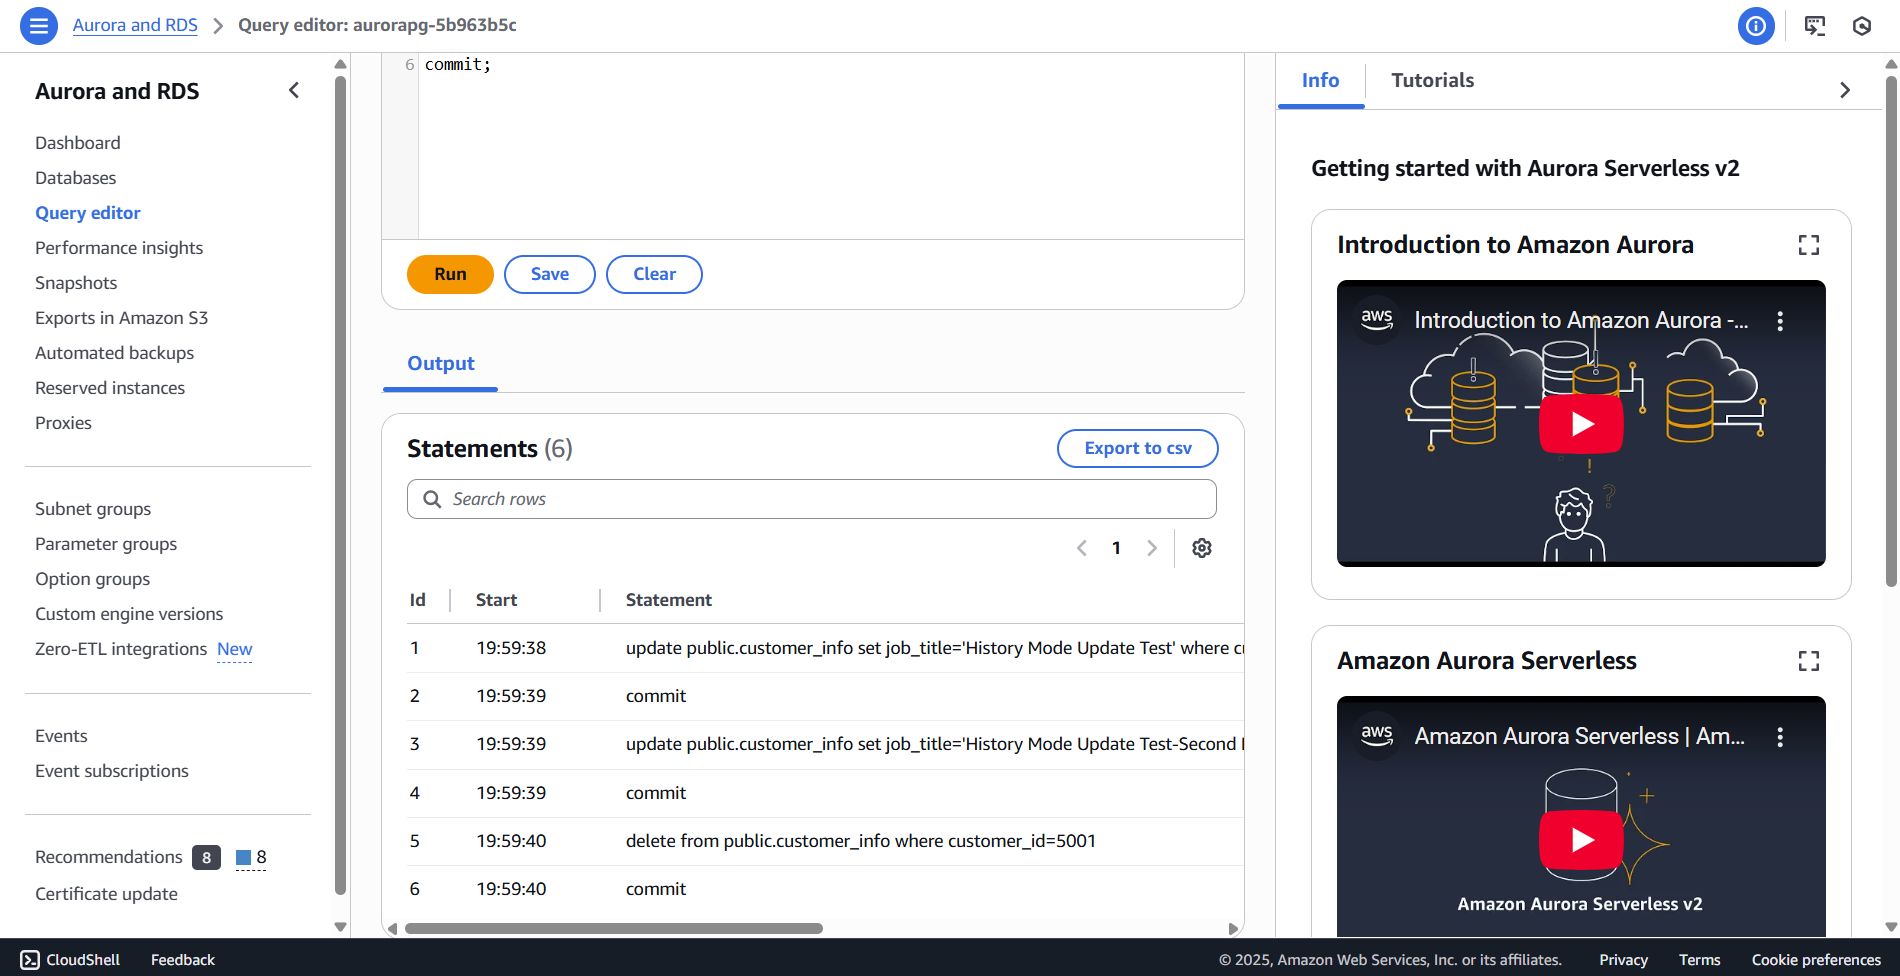 Aurora and RDS > Query editor: aurorapg-5b963b5c
Aurora and RDS
Dashboard
Databases
Query editor
Performance insights
Snapshots
Exports in Amazon S3
Automated backups
Reserved instances
Proxies
Subnet groups
Parameter groups
Option groups
Custom engine versions
Zero-ETL integrations New
Events
Event subscriptions
Recommendations 8 8
Certificate update
6 commit;
Run Save Clear
Output
Statements (6)
Export to csv
Search rows
1
Id Start Statement
1 19:59:38 update public.customer_info set job_title='History Mode Update Test' where
2 19:59:39 commit
3 19:59:39 update public.customer_info set job_title='History Mode Update Test-Second
4 19:59:39 commit
5 19:59:40 delete from public.customer_info where customer_id=5001
6 19:59:40 commit
Info Tutorials
Getting started with Aurora Serverless v2
Introduction to Amazon Aurora
aws Introduction to Amazon Aurora -...
! ?
Amazon Aurora Serverless
aws Amazon Aurora Serverless | Am...
Amazon Aurora Serverless v2
CloudShell Feedback © 2025, Amazon Web Services, Inc. or its affiliates. Privacy Terms Cookie preferences